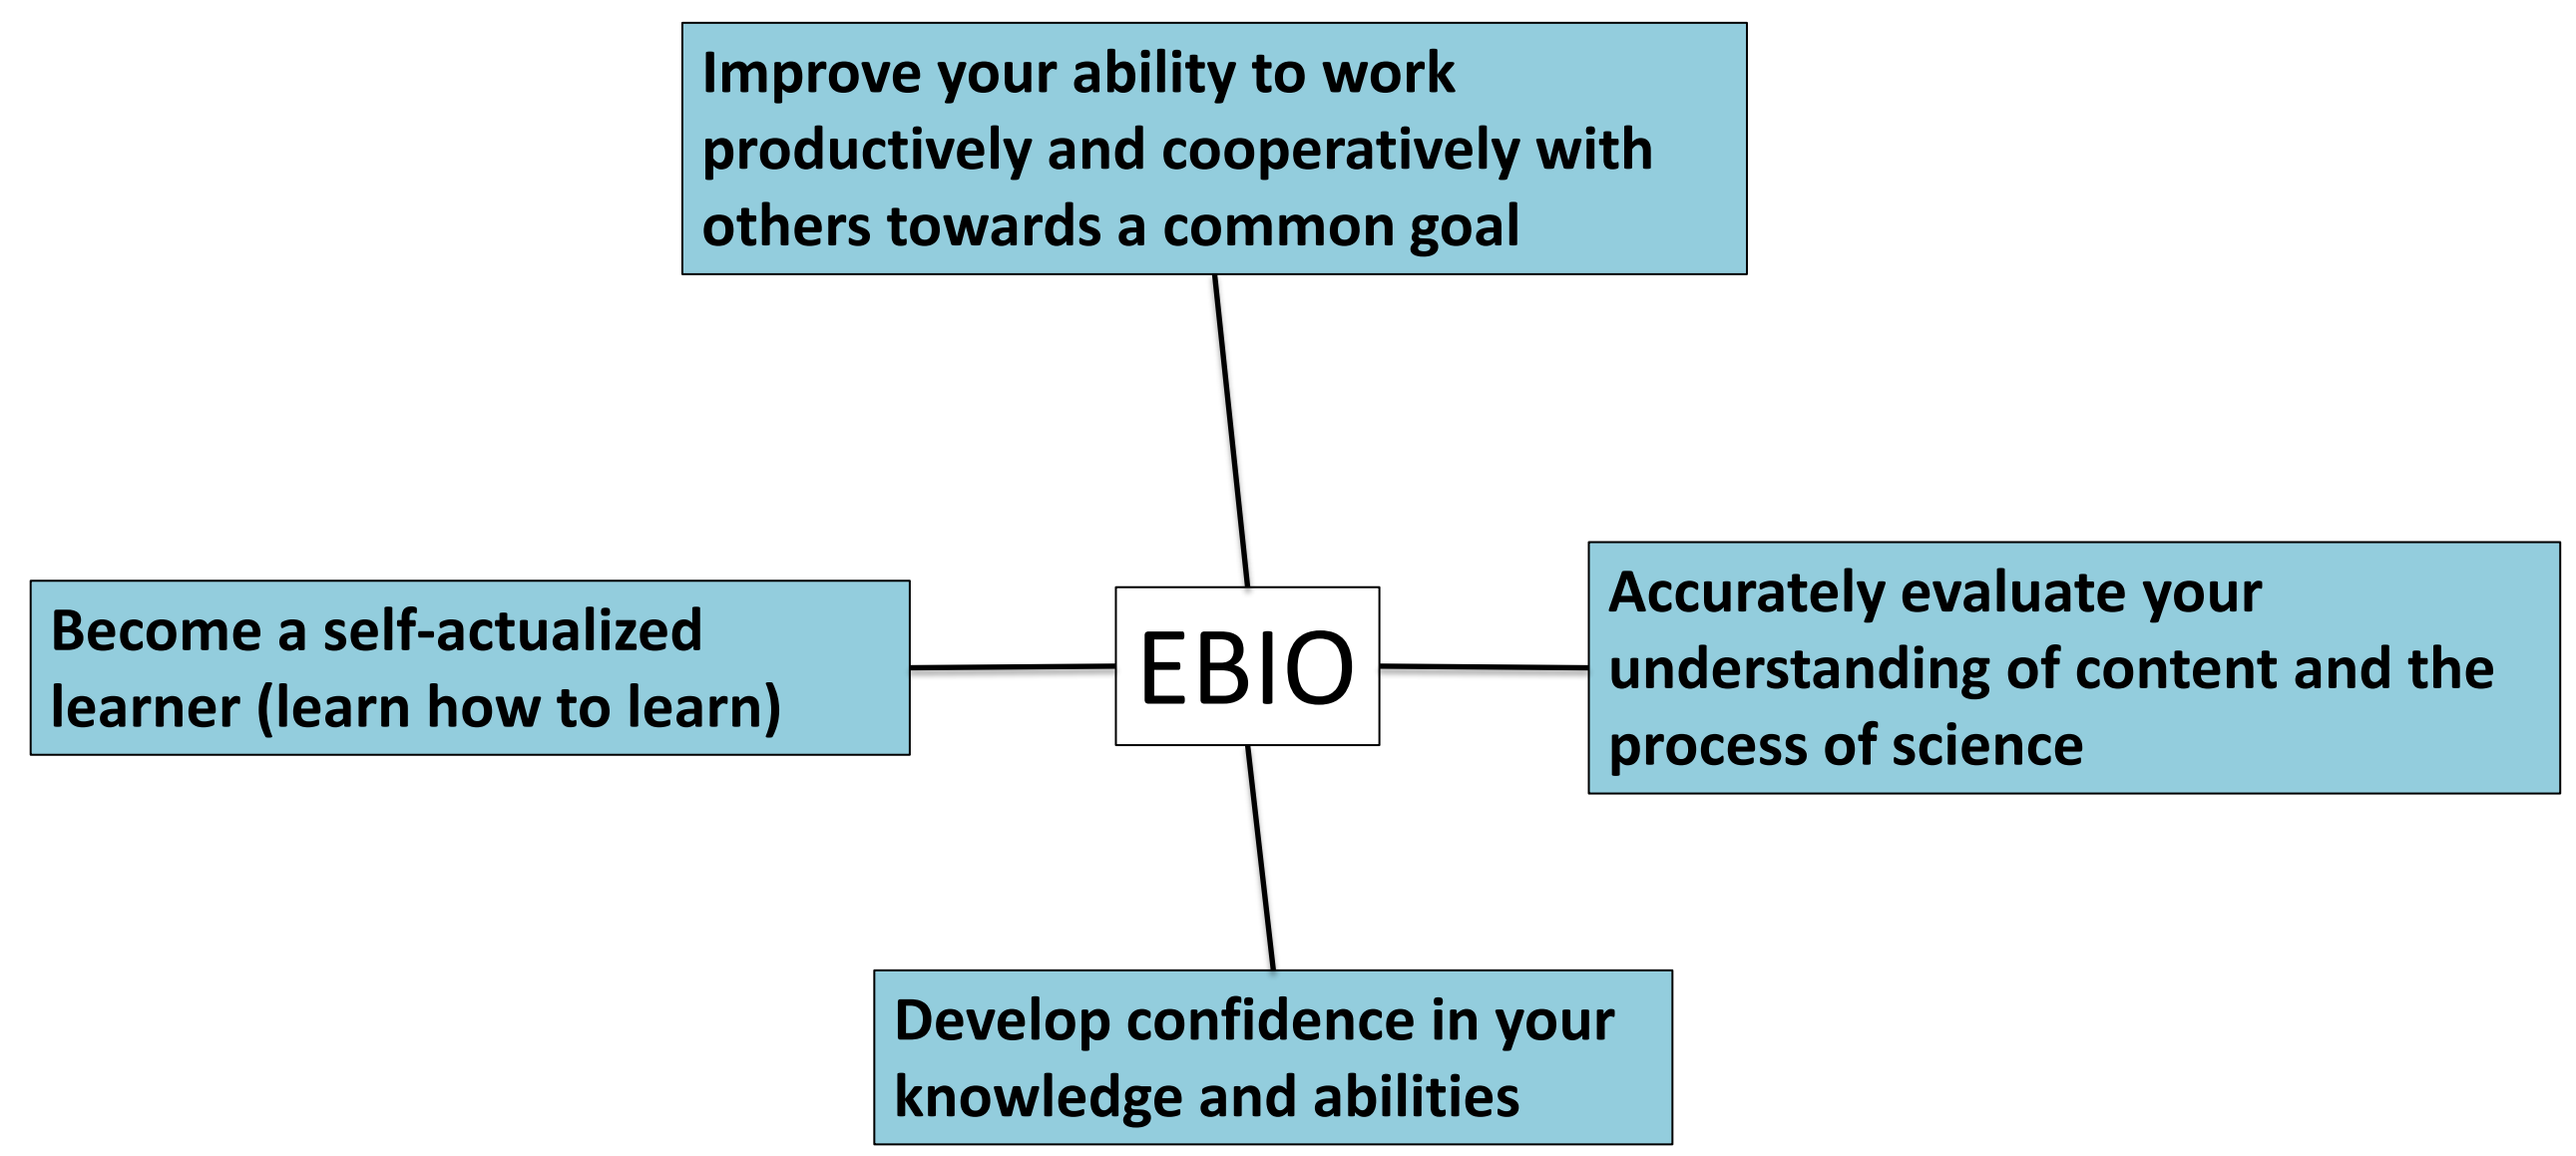 Improve your ability to work
productively and cooperatively with
others towards a common goal
Become a self-actualized
learner (learn how to learn)
EBIO
Accurately evaluate your
understanding of content and the
process of science
Develop confidence in your
knowledge and abilities